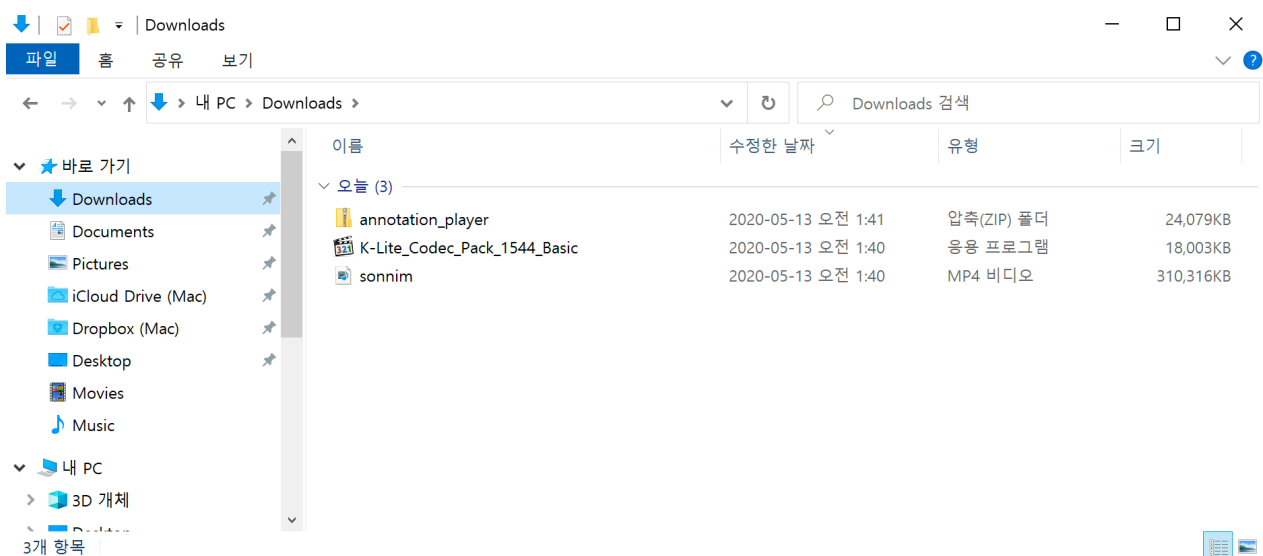 Downloads
파일 홈 공유 보기
내 PC Downloads Downloads 검색
이름 수정한 날짜 유형 크기
바로 가기
오늘 (3)
Downloads
annotation_player 2020-05-13 오전 1:41 압축(ZIP) 폴더 24,079KB
Documents
K-Lite_Codec_Pack_1544_Basic 2020-05-13 오전 1:40 응용 프로그램 18,003KB
Pictures
sonnim 2020-05-13 오전 1:40 MP4 비디오 310,316KB
iCloud Drive (Mac)
Dropbox (Mac)
Desktop
Movies
Music
내 PC
3D 개체
3개 항목